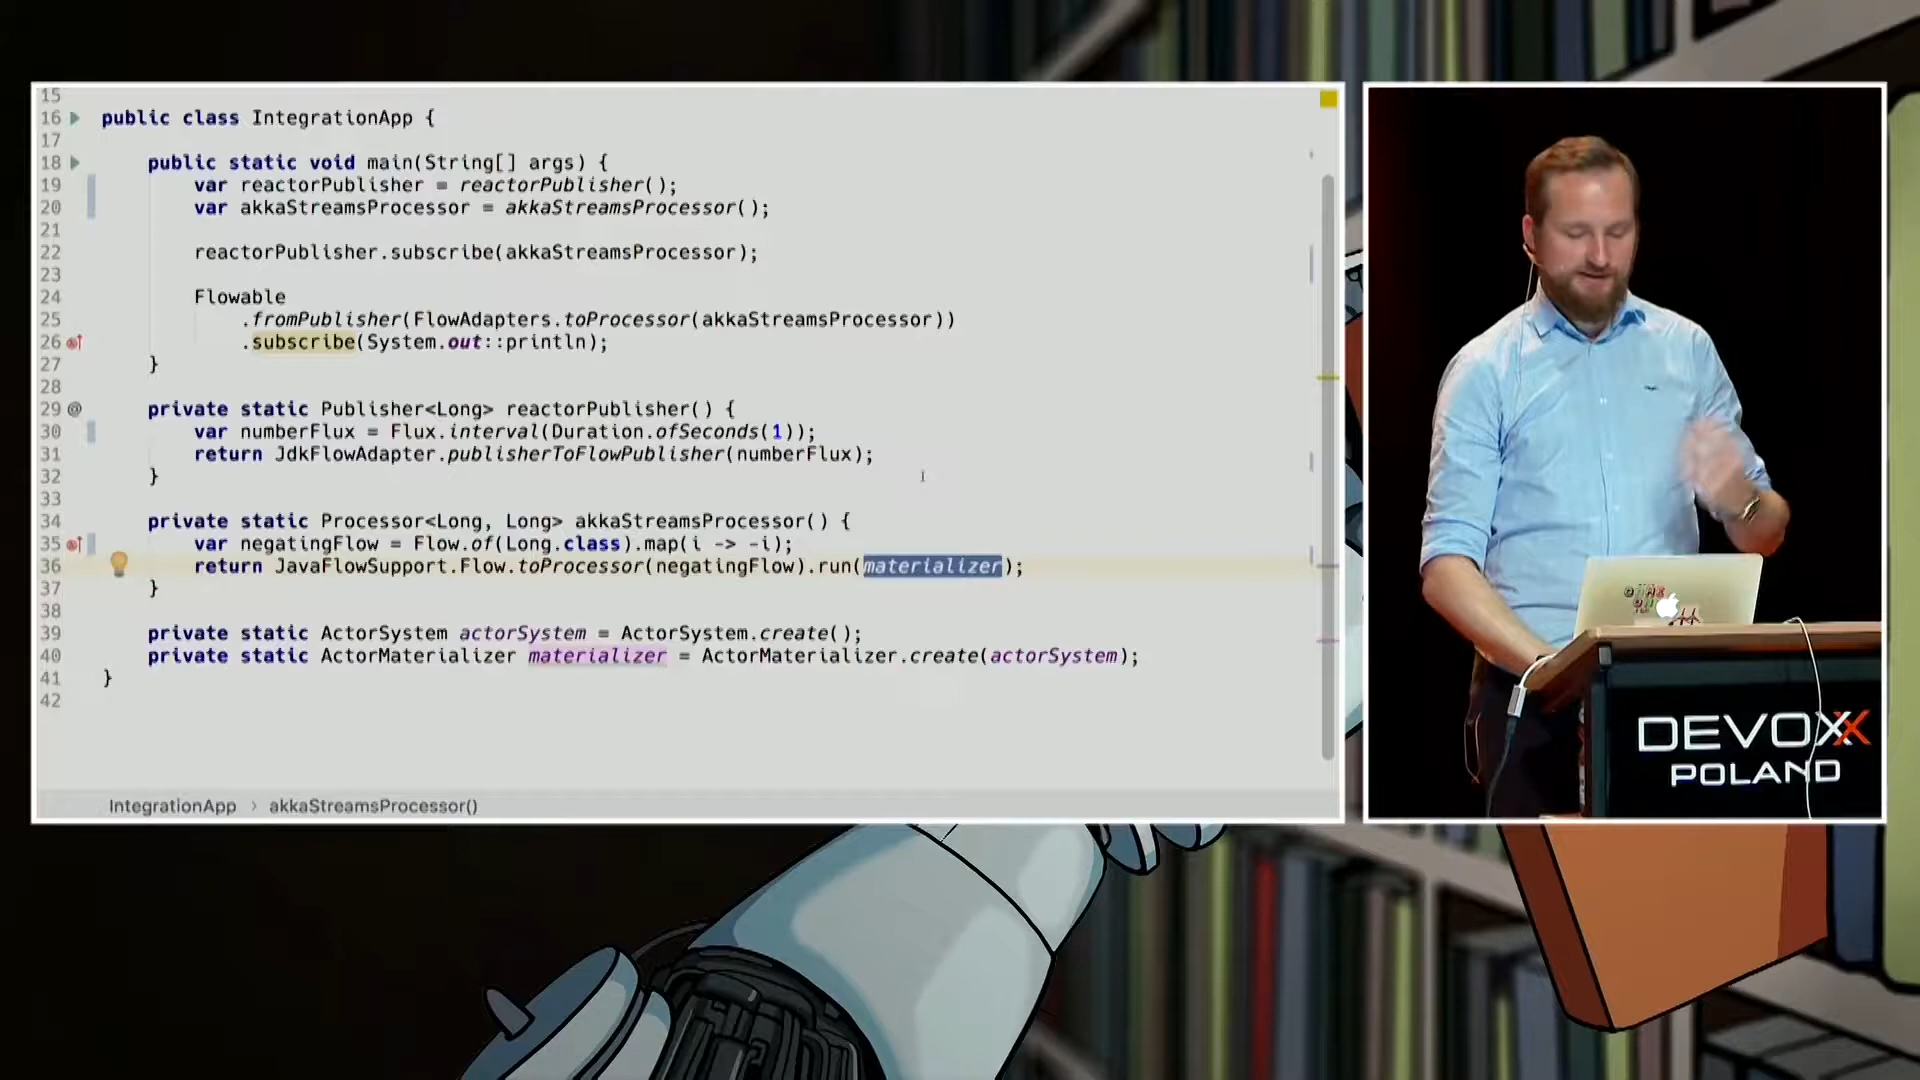 15
16 public class IntegrationApp {
17
18 public static void main(String[] args) {
19 var reactorPublisher = reactorPublisher();
20 var akkaStreamsProcessor = akkaStreamsProcessor();
21
22 reactorPublisher.subscribe(akkaStreamsProcessor);
23
24 Flowable
25 .fromPublisher(FlowAdapters.toProcessor(akkaStreamsProcessor))
26 .subscribe(System.out::println);
27 }
28
29 @ private static Publisher<Long> reactorPublisher() {
30 var numberFlux = Flux.interval(Duration.ofSeconds(1));
31 return JdkFlowAdapter.publisherToFlowPublisher(numberFlux);
32 }
33
34 private static Processor<Long, Long> akkaStreamsProcessor() {
35 var negatingFlow = Flow.of(Long.class).map(i -> -i);
36 return JavaFlowSupport.Flow.toProcessor(negatingFlow).run(materializer);
37 }
38
39 private static ActorSystem actorSystem = ActorSystem.create();
40 private static ActorMaterializer materializer = ActorMaterializer.create(actorSystem);
41 }
42
IntegrationApp › akkaStreamsProcessor()
DEVOXX
POLAND